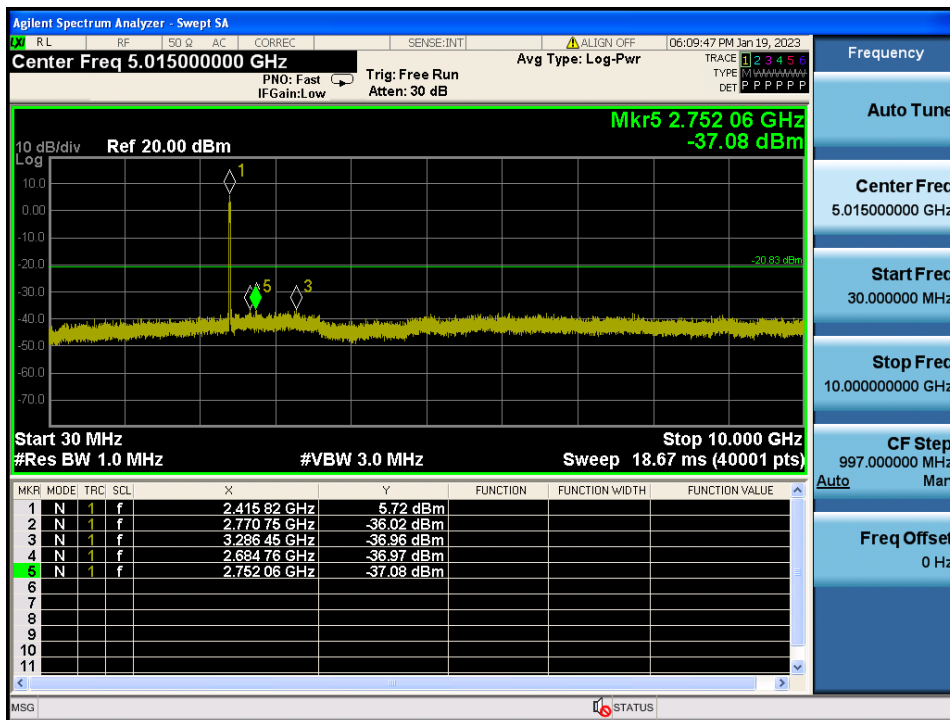 Agilent Spectrum Analyzer - Swept SA
LXI RL RF 50 Ω AC CORREC SENSE:INT ALIGN OFF 06:09:47 PM Jan 19, 2023
Center Freq 5.015000000 GHz
PNO: Fast
IFGain:Low
Trig: Free Run
Atten: 30 dB
Avg Type: Log-Pwr
TRACE 1 2 3 4 5 6
TYPE M W W W W W
DET P P P P P P
Mkr5 2.752 06 GHz
-37.08 dBm
10 dB/div Ref 20.00 dBm
Log
10.0
0.00
-10.0
-20.0
-30.0
-40.0
-50.0
-60.0
-70.0
1
5
3
-20.83 dBm
Start 30 MHz Stop 10.000 GHz
#Res BW 1.0 MHz #VBW 3.0 MHz Sweep 18.67 ms (40001 pts)
MKR MODE TRC SCL X Y FUNCTION FUNCTION WIDTH FUNCTION VALUE
1 N 1 f 2.415 82 GHz 5.72 dBm
2 N 1 f 2.770 75 GHz -36.02 dBm
3 N 1 f 3.286 45 GHz -36.96 dBm
4 N 1 f 2.684 76 GHz -36.97 dBm
5 N 1 f 2.752 06 GHz -37.08 dBm
6
7
8
9
10
11
MSG STATUS
Frequency
Auto Tune
Center Freq
5.015000000 GHz
Start Freq
30.000000 MHz
Stop Freq
10.000000000 GHz
CF Step
997.000000 MHz
Auto Man
Freq Offset
0 Hz